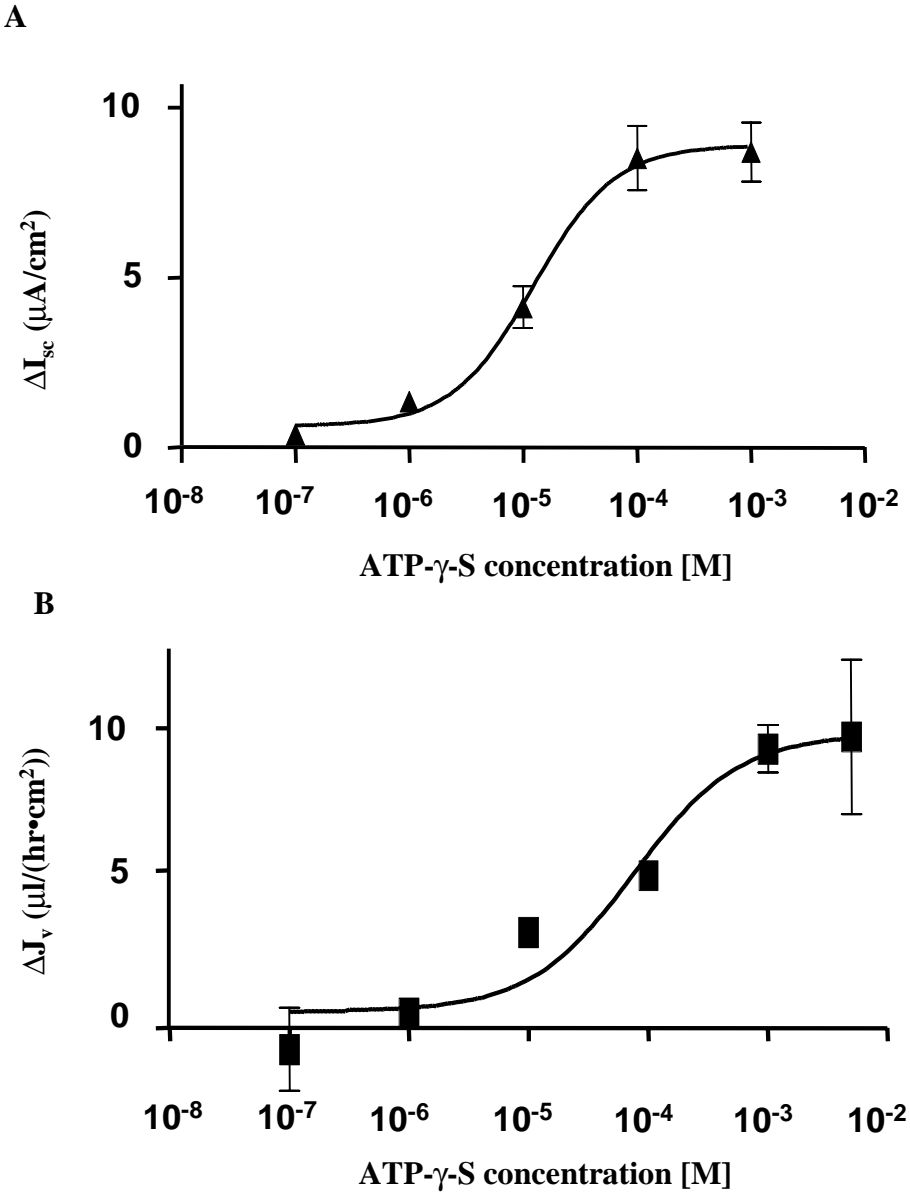 A
10
5
0
ΔIsc (μA/cm²)
10-8 10-7 10-6 10-5 10-4 10-3 10-2
ATP-γ-S concentration [M]
B
10
5
0
ΔJv (μl/(hr•cm²))
10-8 10-7 10-6 10-5 10-4 10-3 10-2
ATP-γ-S concentration [M]